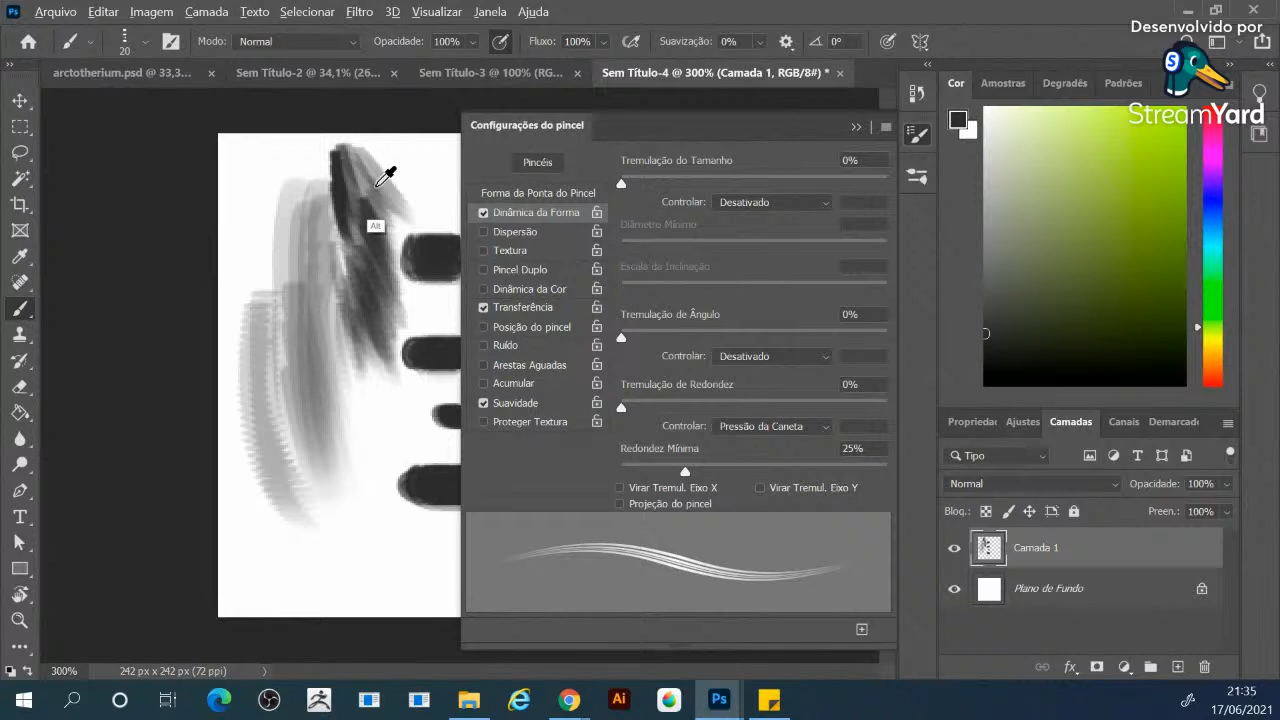 Ps Arquivo Editar Imagem Camada Texto Selecionar Filtro 3D Visualizar Janela Ajuda
Desenvolvido por
S
StreamYard
20 Modo: Normal Opacidade: 100% Fluxo: 100% Suavização: 0% 0°
arctotherium.psd @ 33,3... × Sem Título-2 @ 34,1% (26... × Sem Título-3 @ 100% (RG... × Sem Título-4 @ 300% (Camada 1, RGB/8#) * ×
Configurações do pincel
Pincéis
Forma da Ponta do Pincel
Dinâmica da Forma
Dispersão
Textura
Pincel Duplo
Dinâmica da Cor
Transferência
Posição do pincel
Ruído
Arestas Aguadas
Acumular
Suavidade
Proteger Textura
Tremulação do Tamanho 0%
Controlar: Desativado
Diâmetro Mínimo
Escala da Inclinação
Tremulação de Ângulo 0%
Controlar: Desativado
Tremulação de Redondez 0%
Controlar: Pressão da Caneta
Redondez Mínima 25%
Virar Tremul. Eixo X Virar Tremul. Eixo Y
Projeção do pincel
Alt
Cor Amostras Degradês Padrões
Proprieda Ajustes Camadas Canais Demarcado
Tipo
Normal Opacidade: 100%
Bloq.: Preen.: 100%
Camada 1
Plano de Fundo
fx
300% 242 px x 242 px (72 ppi)
Ai Ps
21:35
17/06/2021